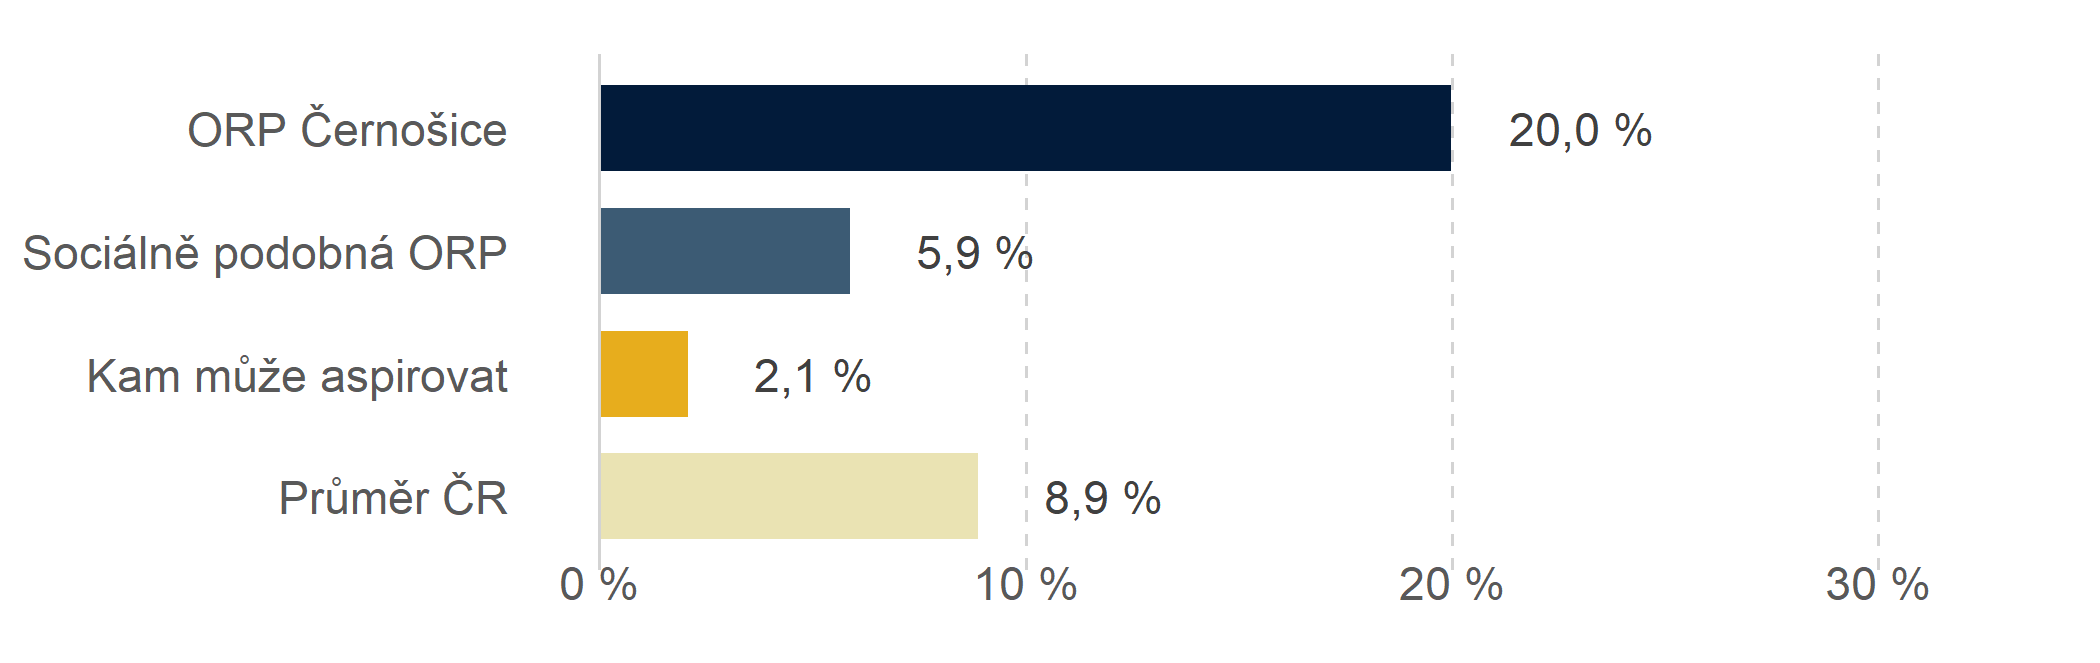 ORP Černošice
20,0 %
Sociálně podobná ORP
5,9 %
Kam může aspirovat
2,1 %
Průměr ČR
8,9 %
0 %
10 %
20 %
30 %